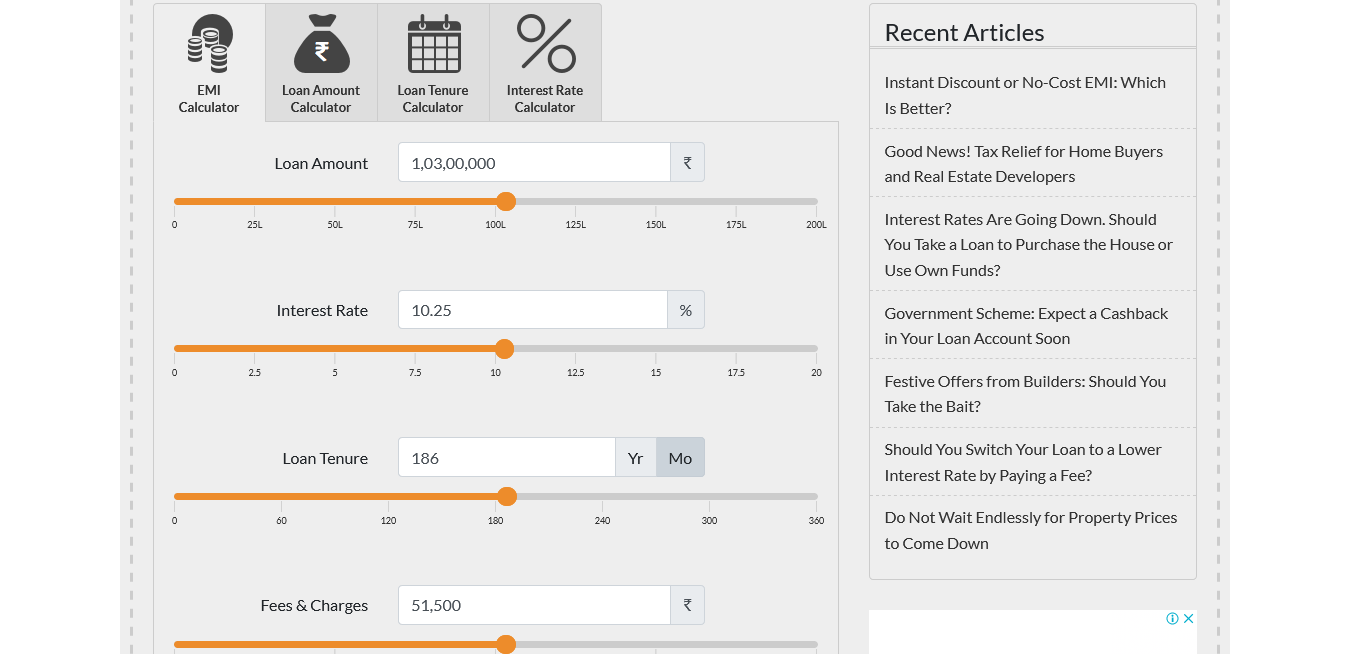 EMI
Calculator
Loan Amount
Calculator
Loan Tenure
Calculator
Interest Rate
Calculator
Loan Amount
1,03,00,000
₹
0 25L 50L 75L 100L 125L 150L 175L 200L
Interest Rate
10.25
%
0 2.5 5 7.5 10 12.5 15 17.5 20
Loan Tenure
186
Yr
Mo
0 60 120 180 240 300 360
Fees & Charges
51,500
₹
Recent Articles
Instant Discount or No-Cost EMI: Which
Is Better?
Good News! Tax Relief for Home Buyers
and Real Estate Developers
Interest Rates Are Going Down. Should
You Take a Loan to Purchase the House or
Use Own Funds?
Government Scheme: Expect a Cashback
in Your Loan Account Soon
Festive Offers from Builders: Should You
Take the Bait?
Should You Switch Your Loan to a Lower
Interest Rate by Paying a Fee?
Do Not Wait Endlessly for Property Prices
to Come Down